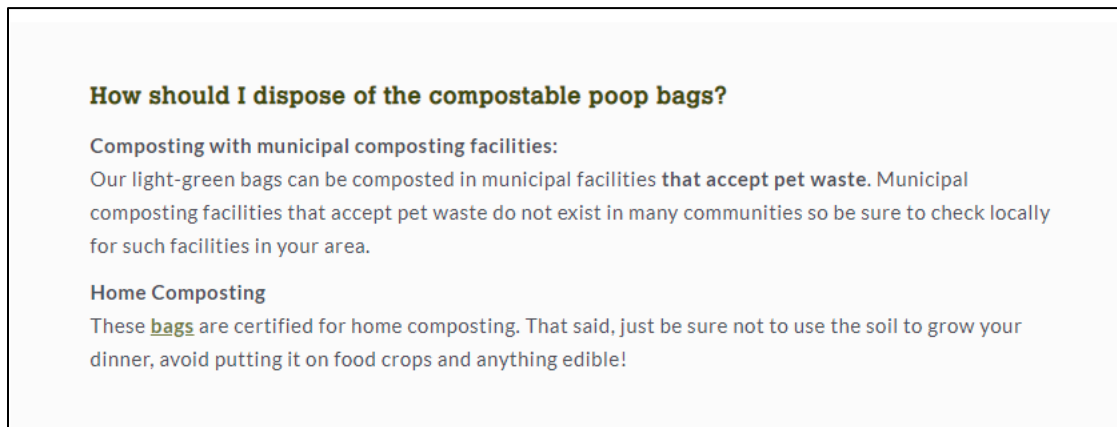 How should I dispose of the compostable poop bags?
Composting with municipal composting facilities:
Our light-green bags can be composted in municipal facilities that accept pet waste. Municipal
composting facilities that accept pet waste do not exist in many communities so be sure to check locally
for such facilities in your area.
Home Composting
These bags are certified for home composting. That said, just be sure not to use the soil to grow your
dinner, avoid putting it on food crops and anything edible!